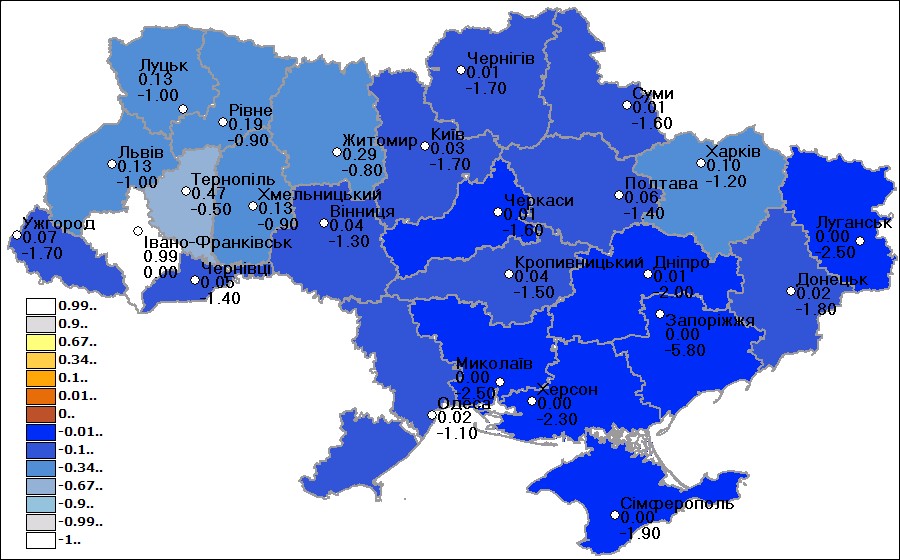 Луцьк
0.13
-1.00
Рівне
0.19
-0.90
Житомир
0.29
-0.80
Київ
0.03
-1.70
Чернігів
0.01
-1.70
Суми
0.01
-1.60
Харків
0.10
-1.20
Львів
0.13
-1.00
Тернопіль
0.47
-0.50
Хмельницький
0.13
-0.90
Вінниця
0.04
-1.30
Черкаси
0.01
-1.60
Полтава
0.06
-1.40
Луганськ
0.00
-2.50
Ужгород
0.07
-1.70
Івано-Франківськ
0.99
0.00
Чернівці
0.05
-1.40
Кропивницький
0.04
-1.50
Дніпро
0.01
-2.00
Донецьк
0.02
-1.80
Запоріжжя
0.00
-5.80
Миколаїв
0.00
-2.50
Одеса
0.02
-1.10
Херсон
0.00
-2.30
Сімферополь
0.00
-1.90
0.99..
0.9..
0.67..
0.34..
0.1..
0.01..
0..
-0.01..
-0.1..
-0.34..
-0.67..
-0.9..
-0.99..
-1..